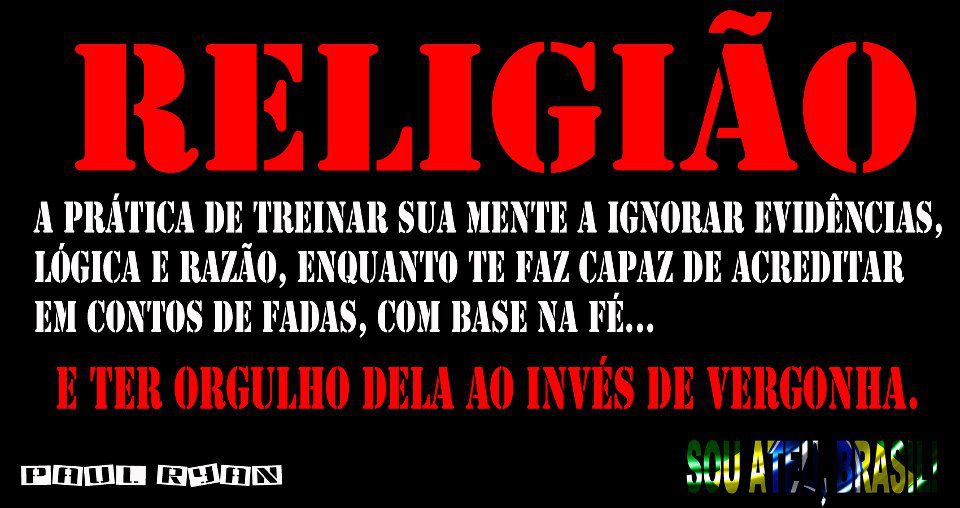 RELIGIÃO
A PRÁTICA DE TREINAR SUA MENTE A IGNORAR EVIDÊNCIAS,
LÓGICA E RAZÃO, ENQUANTO TE FAZ CAPAZ DE ACREDITAR
EM CONTOS DE FADAS, COM BASE NA FÉ...
E TER ORGULHO DELA AO INVÉS DE VERGONHA.
PAUL RYAN
SOU ATEU, BRASIL!